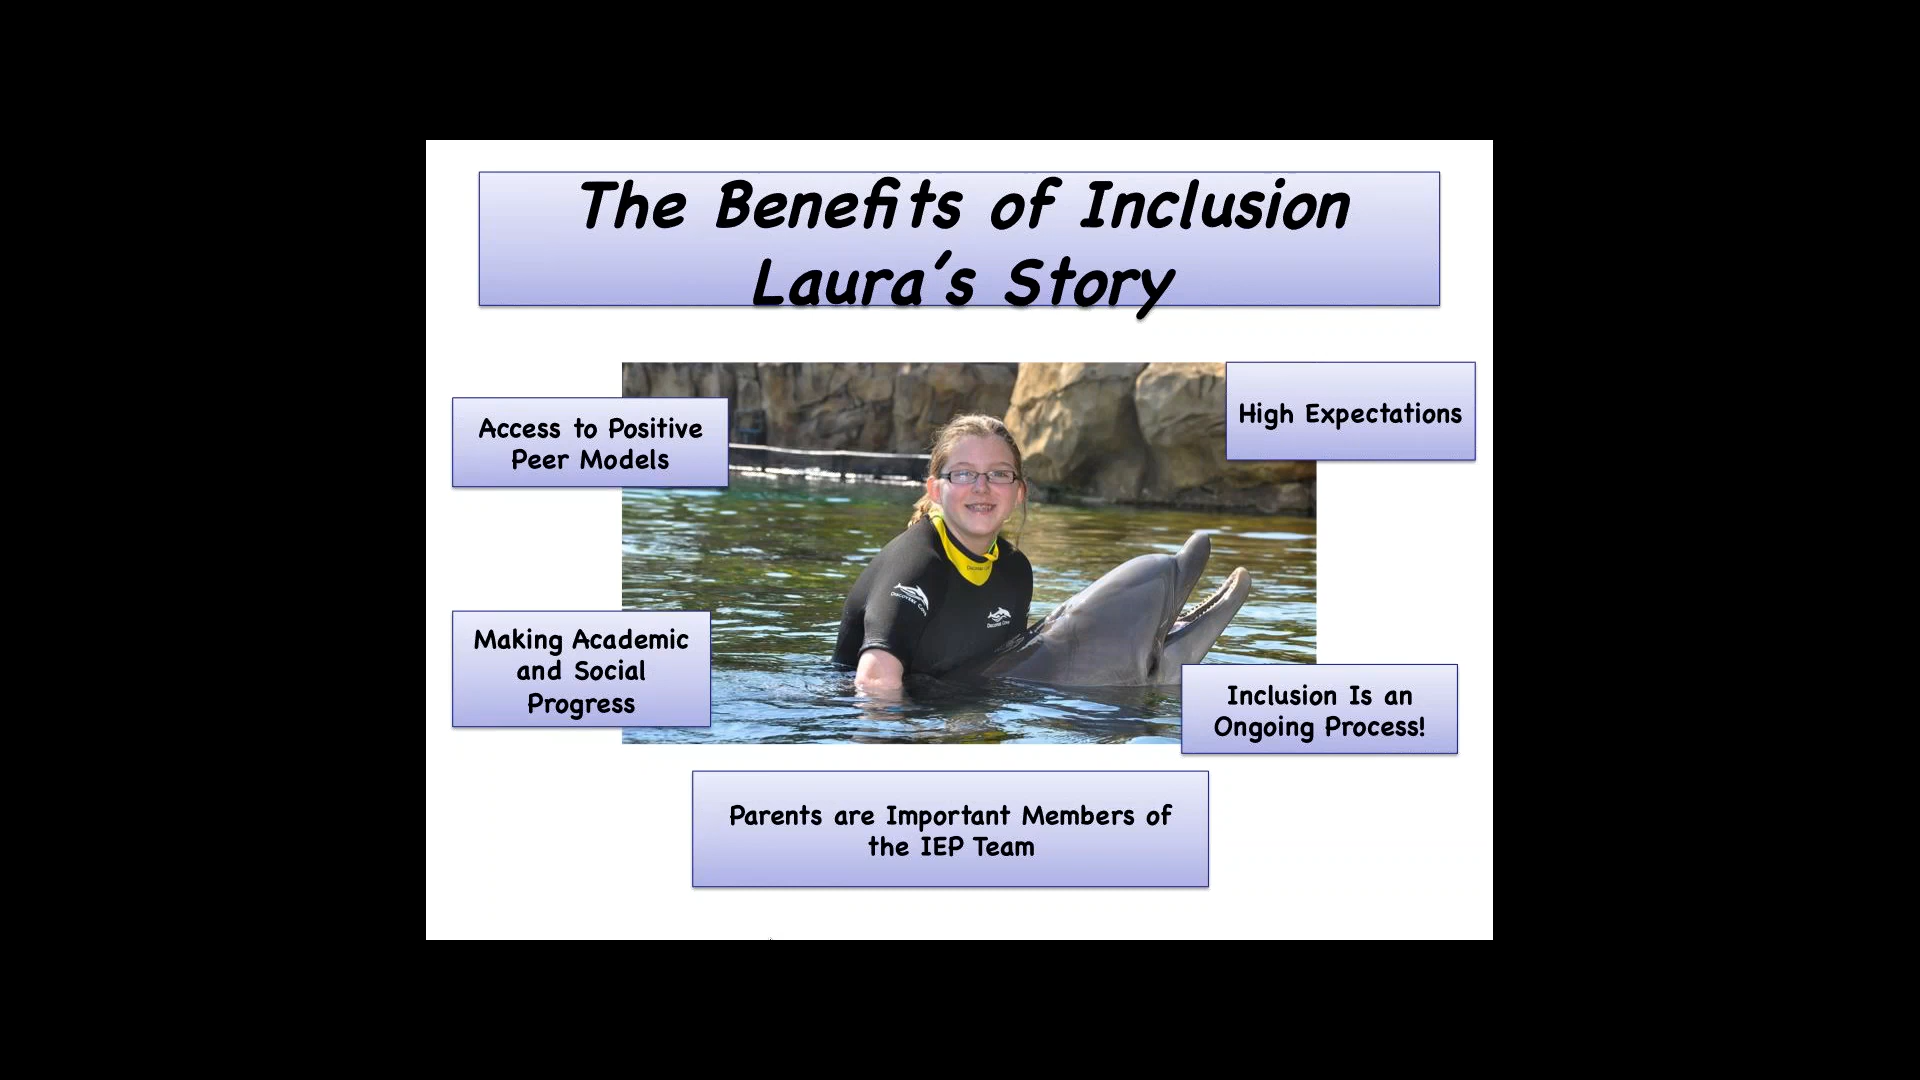 The Benefits of Inclusion
Laura's Story
Access to Positive
Peer Models
High Expectations
Making Academic
and Social
Progress
Inclusion Is an
Ongoing Process!
Parents are Important Members of
the IEP Team